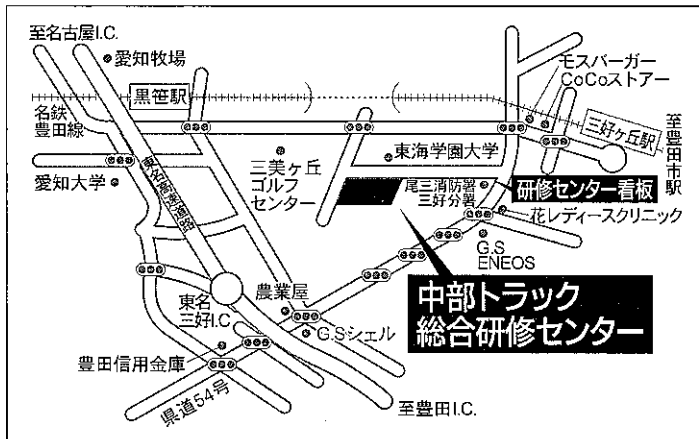 至名古屋I.C.
愛知牧場
モスバーガー
CoCoストアー
黒笹駅
名鉄
豊田線
三好ヶ丘駅
至豊田市駅
東海学園大学
三美ヶ丘
ゴルフ
センター
愛知大学
東名高速道路
尾三消防署
三好分署
研修センター看板
花レディースクリニック
G.S
ENEOS
農業屋
東名
三好I.C
中部トラック
総合研修センター
G.Sシェル
豊田信用金庫
県道54号
至豊田I.C.